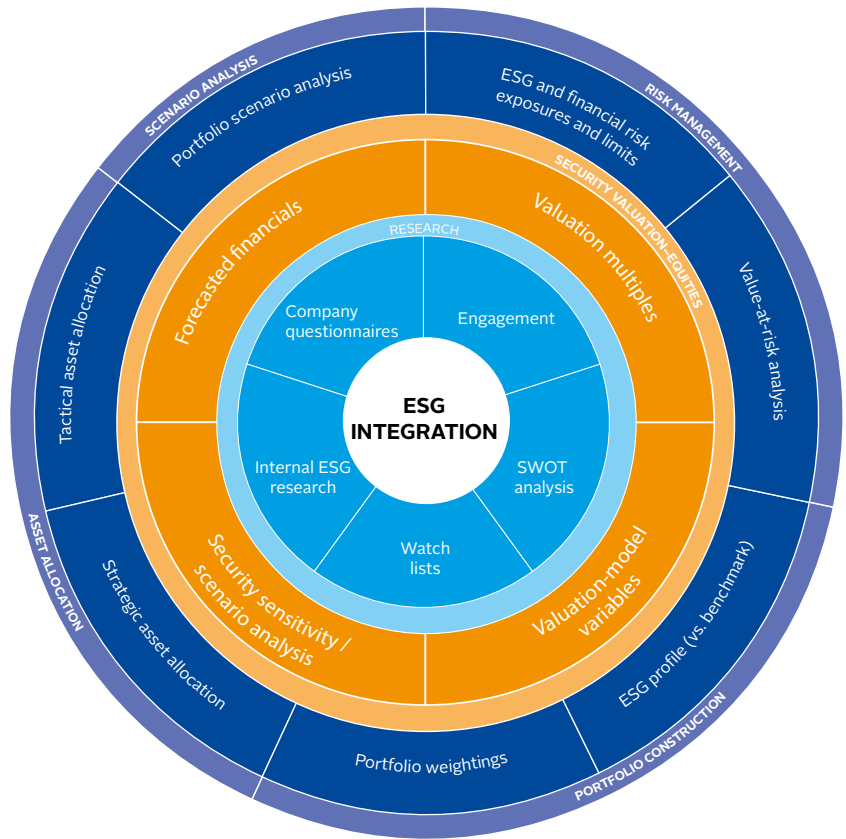 SCENARIO ANALYSIS
Portfolio scenario analysis
ESG and financial risk
exposures and limits
RISK MANAGEMENT
SECURITY VALUATION–EQUITIES
Forecasted financials
Valuation multiples
RESEARCH
Company
questionnaires
Engagement
Tactical asset allocation
Value-at-risk analysis
ESG
INTEGRATION
Internal ESG
research
SWOT
analysis
Watch
lists
ASSET ALLOCATION
Strategic asset allocation
Security sensitivity /
scenario analysis
Valuation-model
variables
ESG profile (vs. benchmark)
Portfolio weightings
PORTFOLIO CONSTRUCTION